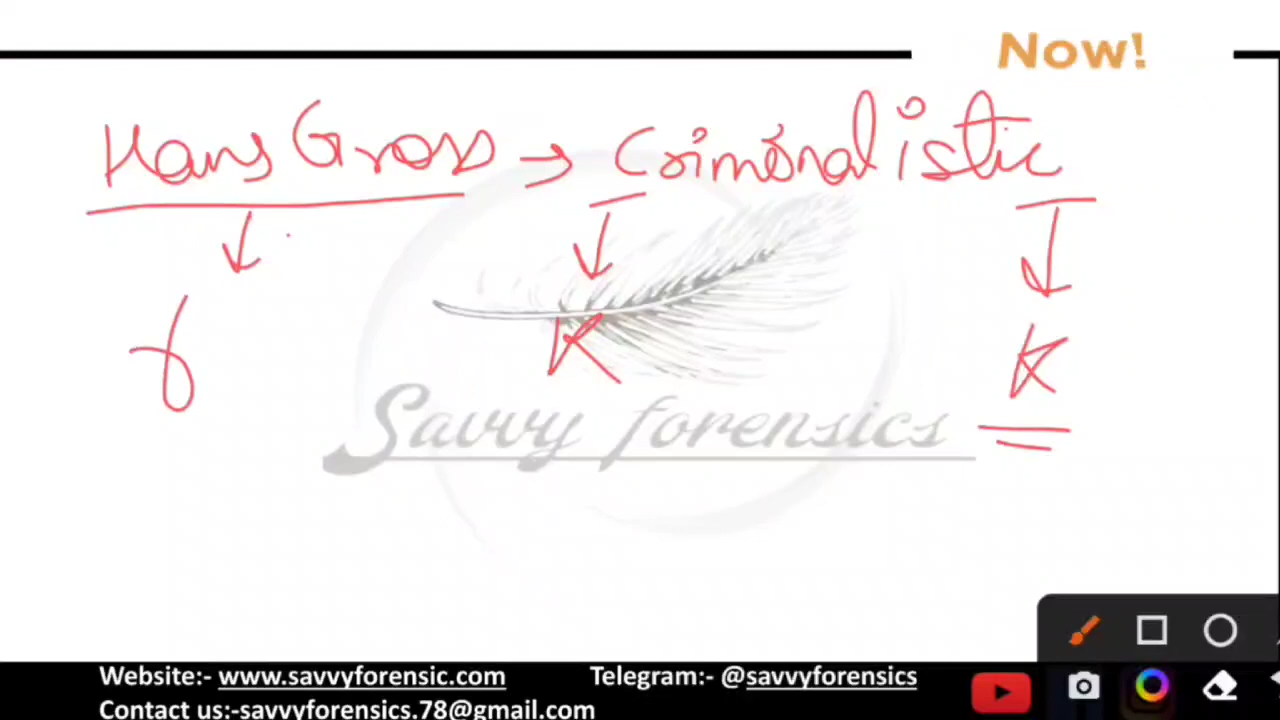 Now!
Hans Gross → Criminalistic
↓ ↓ ↓
K K
Savvy forensics
Website:- www.savvyforensic.com Telegram:- @savvyforensics
Contact us:-savvyforensics.78@gmail.com